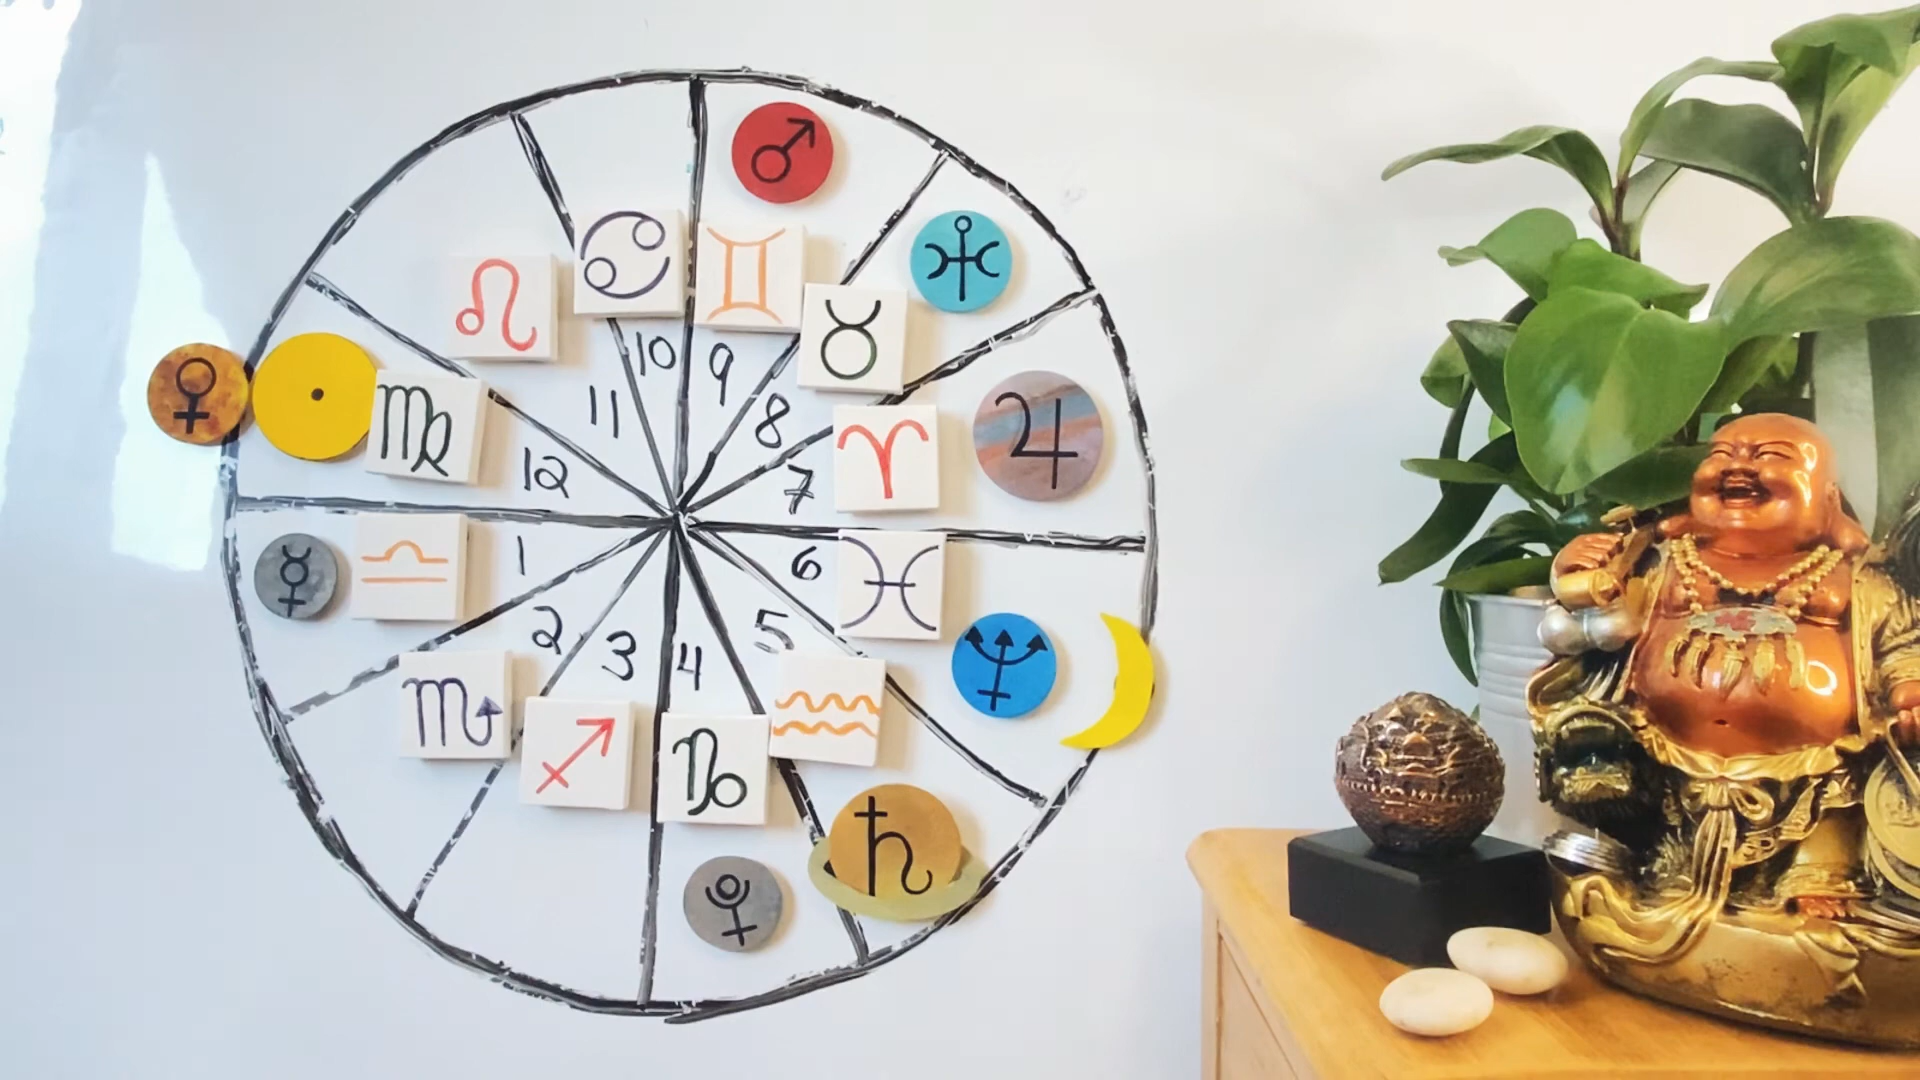 ♂
⛢
♋ ♊
♌ ♉
10 9
♀ ☉ ♍ 11 8 ♈ ♃
12 7
☿ ♎ 1 6 ♓
2 3 4 5
♆ ☽
♏ ♐ ♑ ♒
♇ ♄